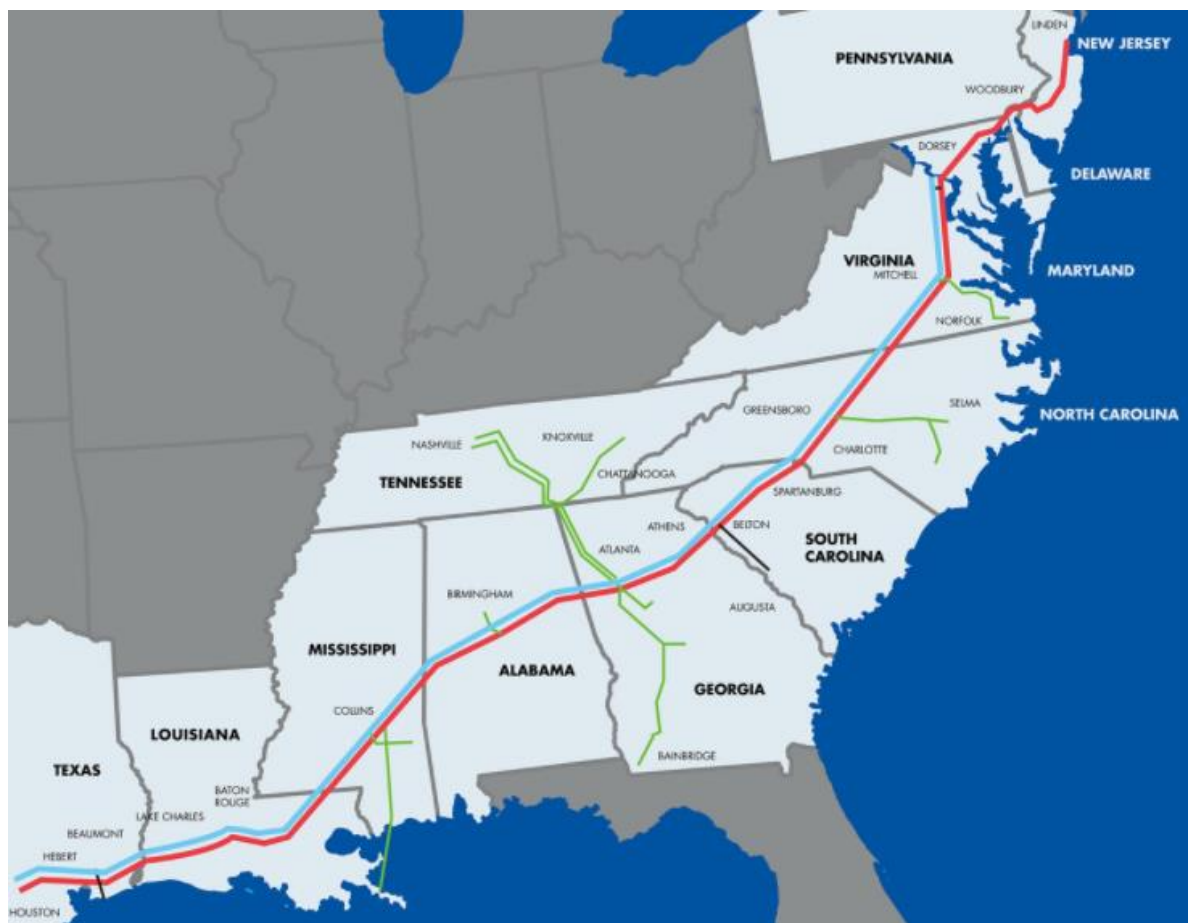 LINDEN
NEW JERSEY
PENNSYLVANIA
WOODBURY
DORSEY
DELAWARE
VIRGINIA
MITCHELL
MARYLAND
NORFOLK
GREENSBORO
SELMA
NORTH CAROLINA
NASHVILLE
KNOXVILLE
CHARLOTTE
TENNESSEE
CHATTANOOGA
SPARTANBURG
ATHENS
BELTON
SOUTH
CAROLINA
ATLANTA
BIRMINGHAM
AUGUSTA
MISSISSIPPI
ALABAMA
GEORGIA
COLLINS
LOUISIANA
BAINBRIDGE
TEXAS
BATON
ROUGE
LAKE CHARLES
BEAUMONT
HEBERT
HOUSTON